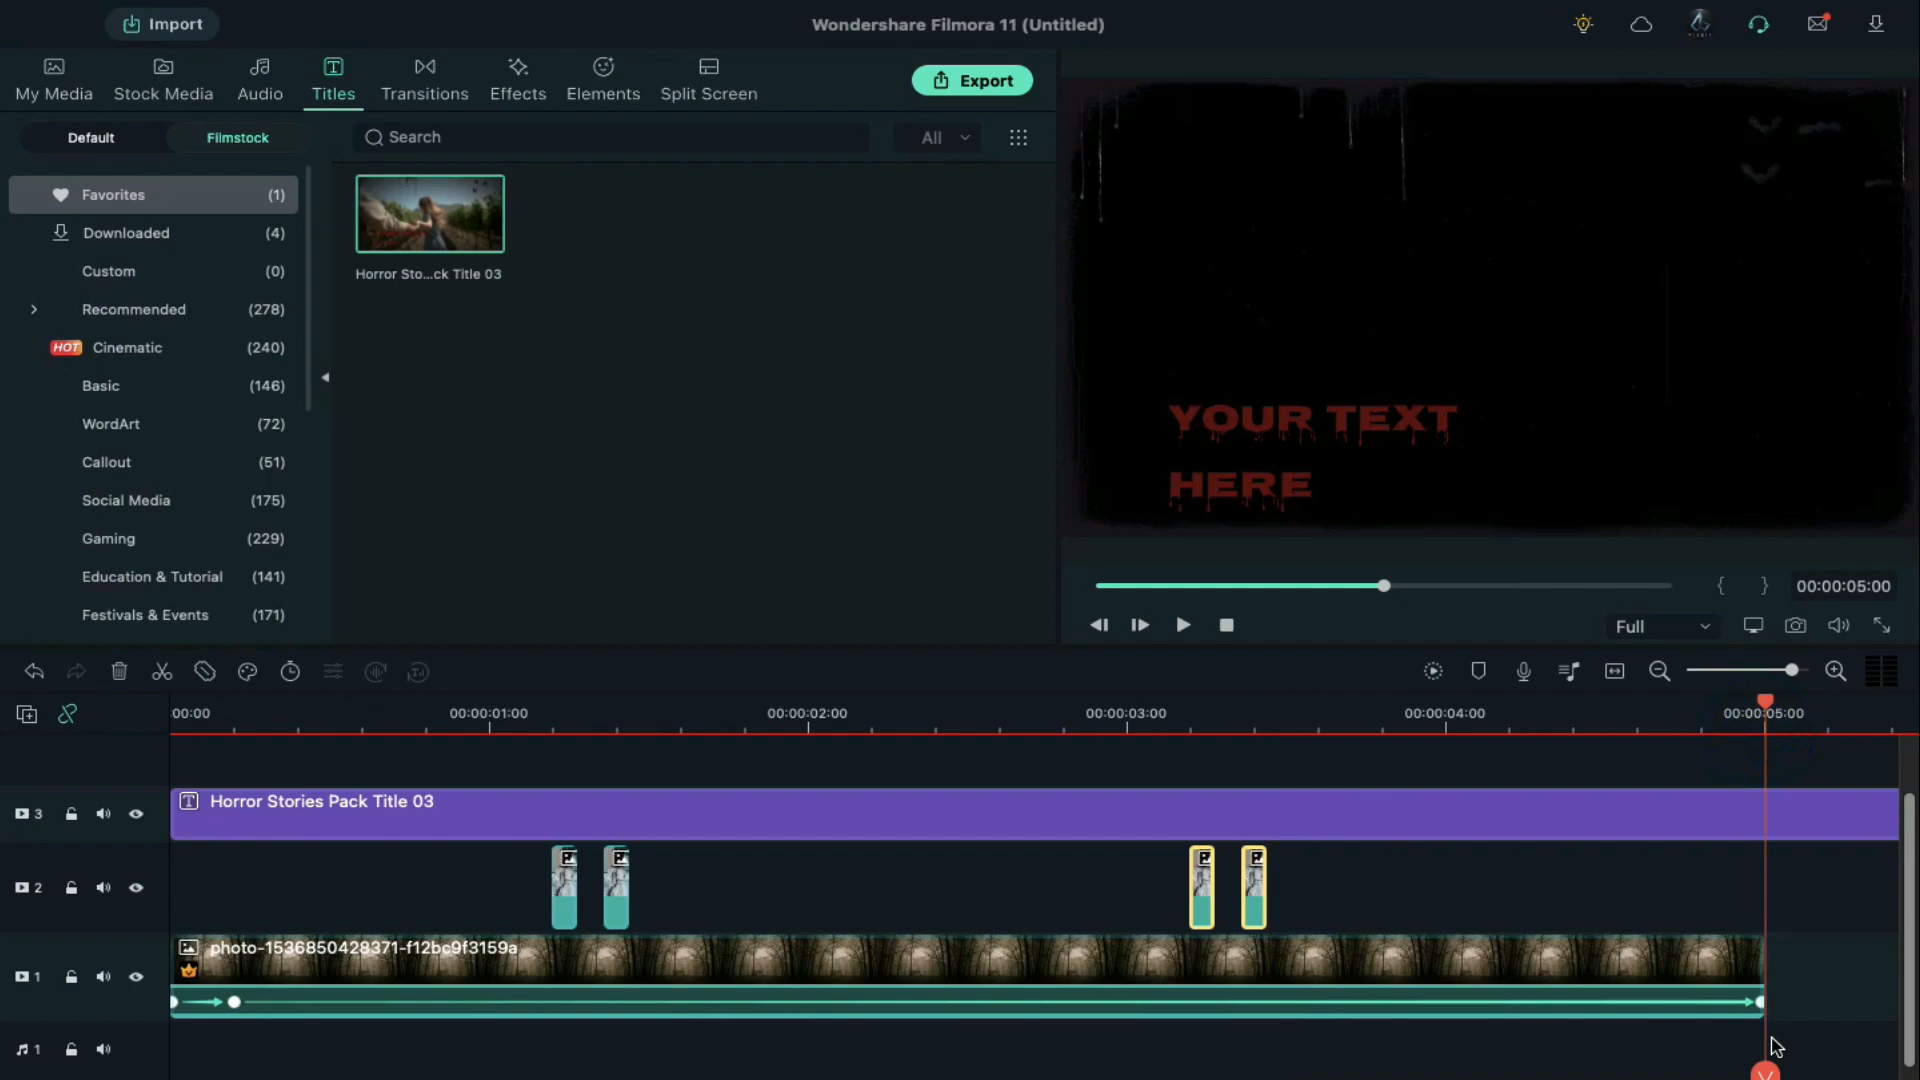 Import
Wondershare Filmora 11 (Untitled)
My Media
Stock Media
Audio
Titles
Transitions
Effects
Elements
Split Screen
Export
Default
Filmstock
Search
All
Favorites (1)
Downloaded (4)
Custom (0)
Recommended (278)
HOT Cinematic (240)
Basic (146)
WordArt (72)
Callout (51)
Social Media (175)
Gaming (229)
Education & Tutorial (141)
Festivals & Events (171)
Horror Sto...ck Title 03
YOUR TEXT
HERE
{ } 00:00:05:00
Full
:00:00 00:00:01:00 00:00:02:00 00:00:03:00 00:00:04:00 00:00:05:00
3
Horror Stories Pack Title 03
2
1
photo-1536850428371-f12bc9f3159a
1